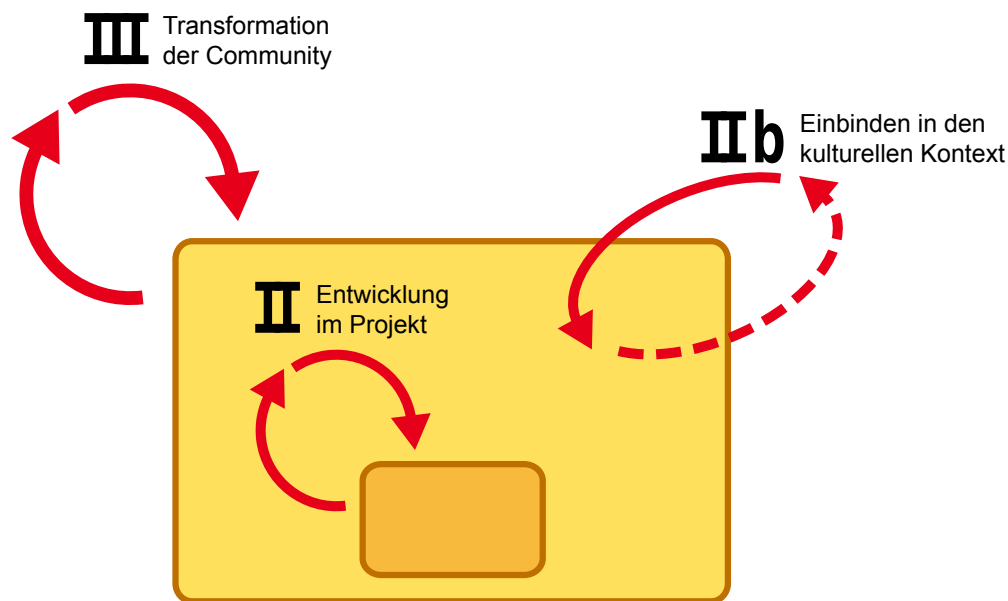 III Transformation
der Community
IIb Einbinden in den
kulturellen Kontext
II Entwicklung
im Projekt